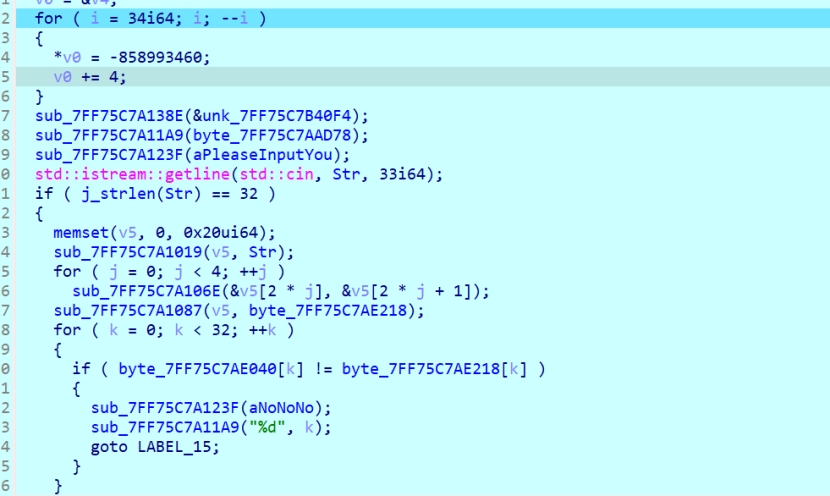 2 for ( i = 34i64; i; --i )
3 {
4 *v0 = -858993460;
5 v0 += 4;
6 }
7 sub_7FF75C7A138E(&unk_7FF75C7B40F4);
8 sub_7FF75C7A11A9(byte_7FF75C7AAD78);
9 sub_7FF75C7A123F(aPleaseInputYou);
0 std::istream::getline(std::cin, Str, 33i64);
1 if ( j_strlen(Str) == 32 )
2 {
3 memset(v5, 0, 0x20ui64);
4 sub_7FF75C7A1019(v5, Str);
5 for ( j = 0; j < 4; ++j )
6 sub_7FF75C7A106E(&v5[2 * j], &v5[2 * j + 1]);
7 sub_7FF75C7A1087(v5, byte_7FF75C7AE218);
8 for ( k = 0; k < 32; ++k )
9 {
0 if ( byte_7FF75C7AE040[k] != byte_7FF75C7AE218[k] )
1 {
2 sub_7FF75C7A123F(aNoNoNo);
3 sub_7FF75C7A11A9("%d", k);
4 goto LABEL_15;
5 }
6 }